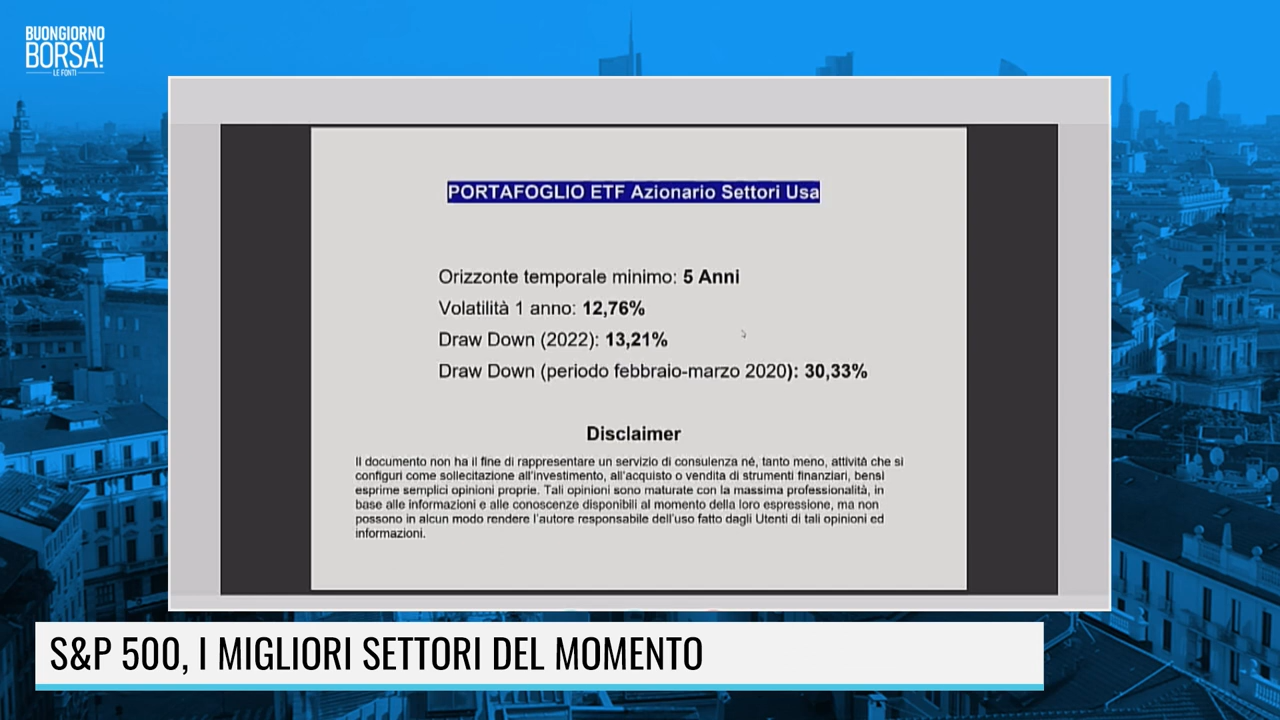 BUONGIORNO
BORSA!
LE FONTI
PORTAFOGLIO ETF Azionario Settori Usa
Orizzonte temporale minimo: 5 Anni
Volatilità 1 anno: 12,76%
Draw Down (2022): 13,21%
Draw Down (periodo febbraio-marzo 2020): 30,33%
Disclaimer
Il documento non ha il fine di rappresentare un servizio di consulenza né, tanto meno, attività che si
configuri come sollecitazione all'investimento, all'acquisto o vendita di strumenti finanziari, bensì
esprime semplici opinioni proprie. Tali opinioni sono maturate con la massima professionalità, in
base alle informazioni e alle conoscenze disponibili al momento della loro espressione, ma non
possono in alcun modo rendere l'autore responsabile dell'uso fatto dagli Utenti di tali opinioni ed
informazioni.
S&P 500, I MIGLIORI SETTORI DEL MOMENTO